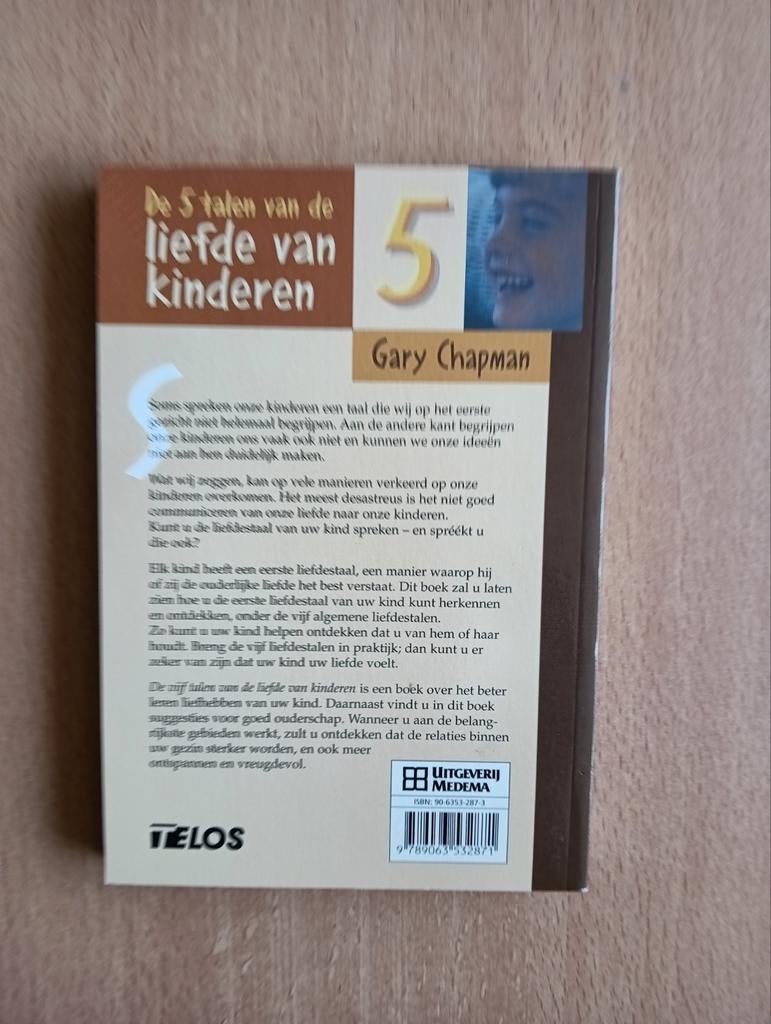 De 5 talen van de
liefde van
kinderen
5
Gary Chapman
Soms spreken onze kinderen een taal die wij op het eerste
gezicht niet helemaal begrijpen. Aan de andere kant begrijpen
onze kinderen ons vaak ook niet en kunnen we onze ideeën
niet aan hen duidelijk maken.
Wat wij zeggen, kan op vele manieren verkeerd op onze
kinderen overkomen. Het meest desastreus is het niet goed
communiceren van onze liefde naar onze kinderen.
Kunt u de liefdestaal van uw kind spreken – en spréékt u
die ook?
Elk kind heeft een eerste liefdestaal, een manier waarop hij
of zij de ouderlijke liefde het best verstaat. Dit boek zal u laten
zien hoe u de eerste liefdestaal van uw kind kunt herkennen
en ontdekken, onder de vijf algemene liefdestalen.
Zo kunt u uw kind helpen ontdekken dat u van hem of haar
houdt. Breng de vijf liefdestalen in praktijk; dan kunt u er
zeker van zijn dat uw kind uw liefde voelt.
De vijf talen van de liefde van kinderen is een boek over het beter
leren liefhebben van uw kind. Daarnaast vindt u in dit boek
suggesties voor goed ouderschap. Wanneer u aan de belang-
rijkste gebieden werkt, zult u ontdekken dat de relaties binnen
uw gezin sterker worden, en ook meer
ontspannen en vreugdevol.
UITGEVERIJ
MEDEMA
ISBN: 90-6353-287-3
9 789063 532871
TELOS